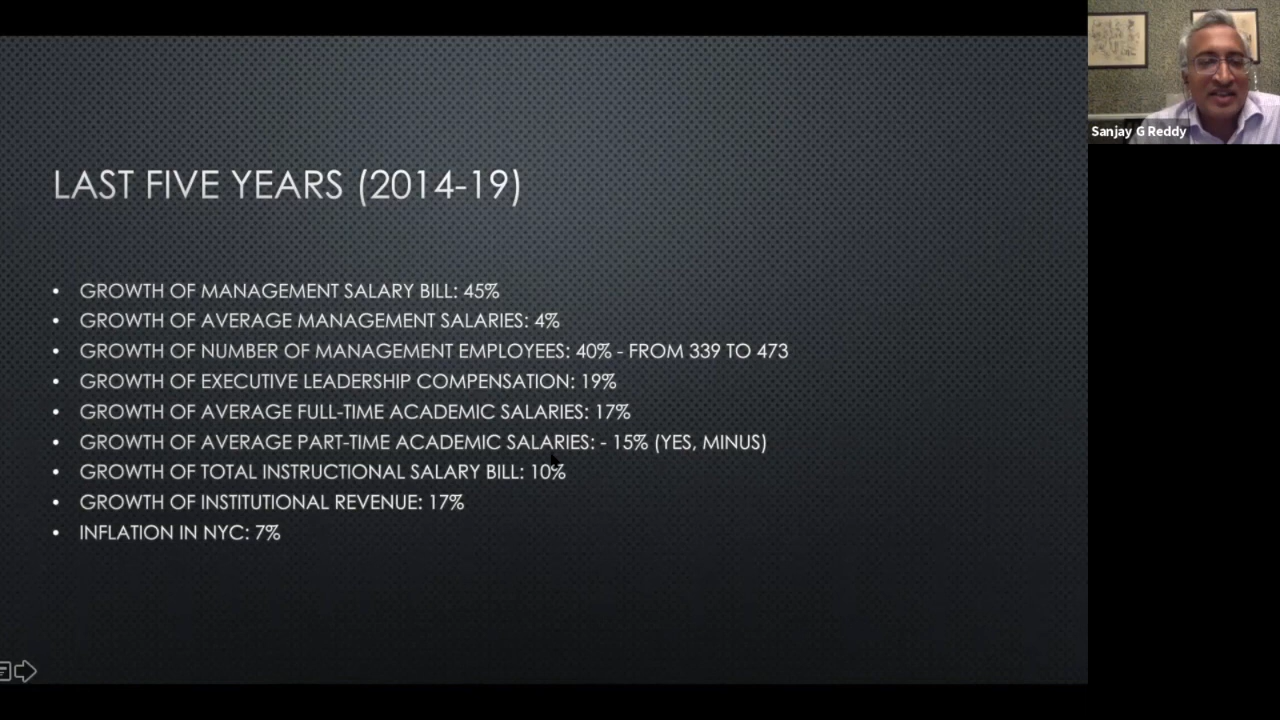 LAST FIVE YEARS (2014-19)
• GROWTH OF MANAGEMENT SALARY BILL: 45%
• GROWTH OF AVERAGE MANAGEMENT SALARIES: 4%
• GROWTH OF NUMBER OF MANAGEMENT EMPLOYEES: 40% - FROM 339 TO 473
• GROWTH OF EXECUTIVE LEADERSHIP COMPENSATION: 19%
• GROWTH OF AVERAGE FULL-TIME ACADEMIC SALARIES: 17%
• GROWTH OF AVERAGE PART-TIME ACADEMIC SALARIES: - 15% (YES, MINUS)
• GROWTH OF TOTAL INSTRUCTIONAL SALARY BILL: 10%
• GROWTH OF INSTITUTIONAL REVENUE: 17%
• INFLATION IN NYC: 7%
Sanjay G Reddy